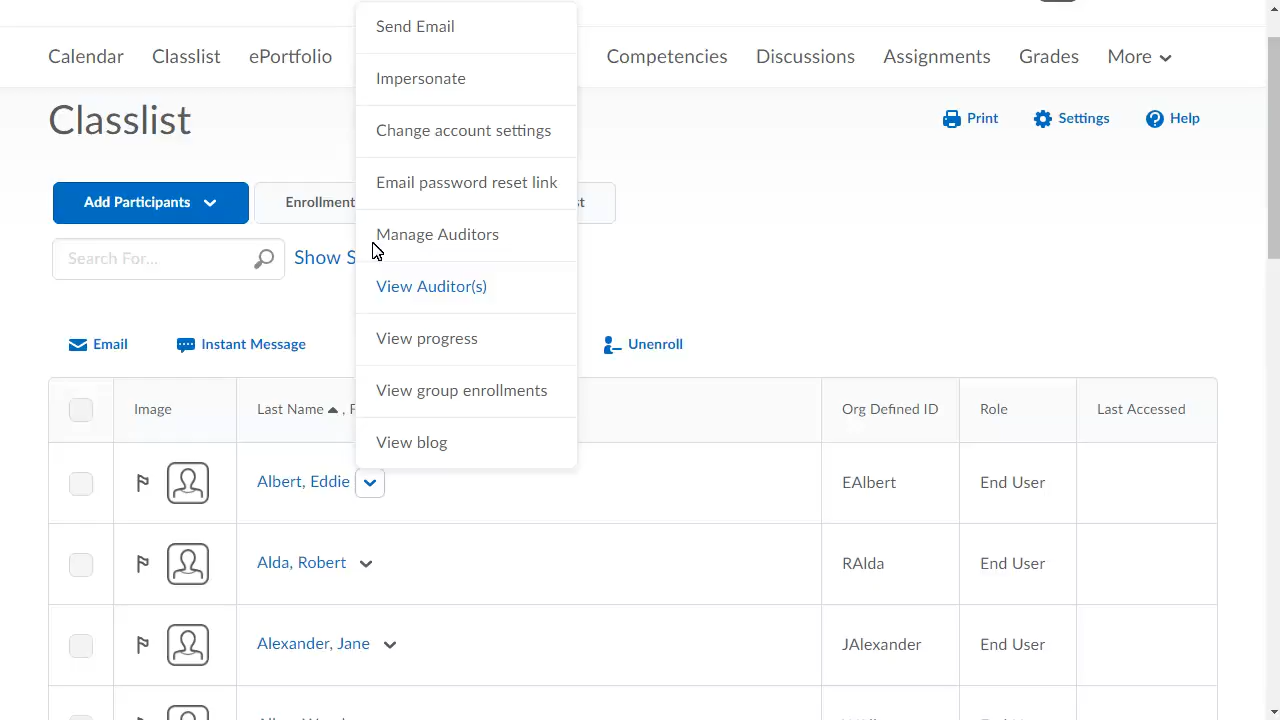 Send Email
Calendar Classlist ePortfolio Competencies Discussions Assignments Grades More
Impersonate
Classlist
Change account settings
Print Settings Help
Email password reset link
Add Participants Enrollment st
Manage Auditors
Search For... Show S
View Auditor(s)
View progress
Email Instant Message Unenroll
View group enrollments
Image Last Name , F Org Defined ID Role Last Accessed
View blog
Albert, Eddie EAlbert End User
Alda, Robert RAlda End User
Alexander, Jane JAlexander End User